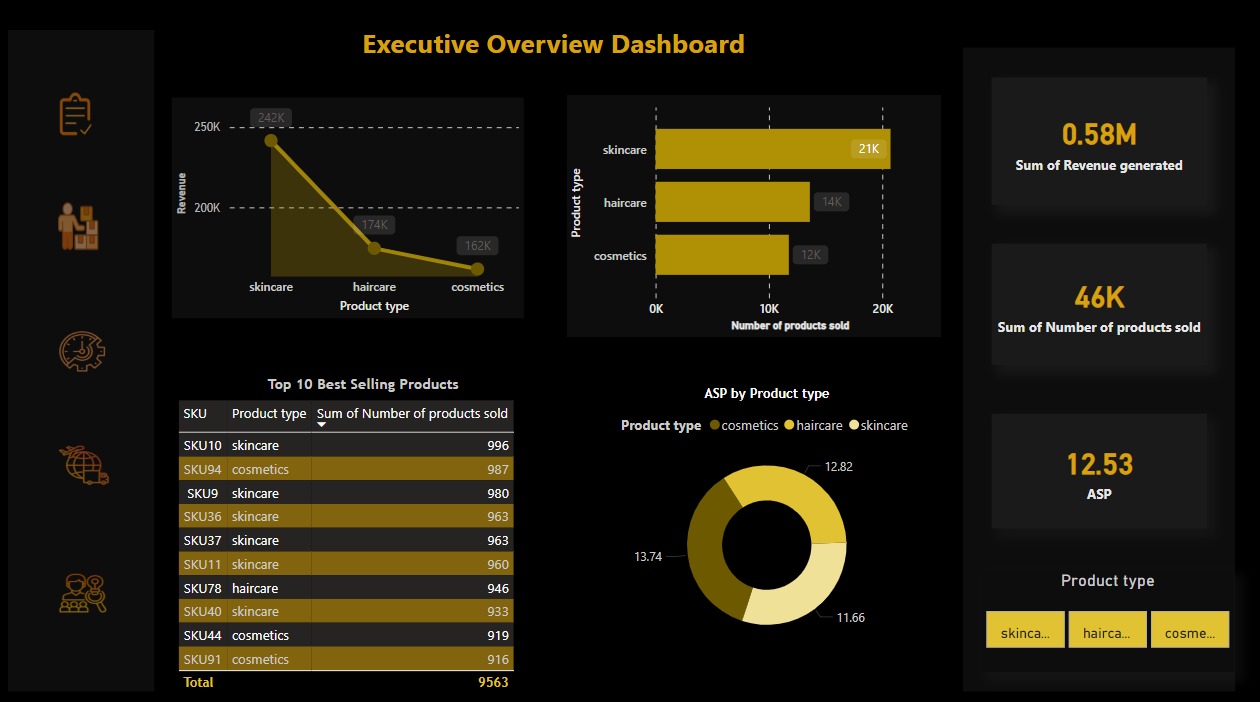 Executive Overview Dashboard
242K
250K
Revenue
200K
174K
162K
skincare haircare cosmetics
Product type
Product type
skincare
21K
haircare
14K
cosmetics
12K
0K 10K 20K
Number of products sold
0.58M
Sum of Revenue generated
46K
Sum of Number of products sold
12.53
ASP
Product type
skinca... hairca... cosme...
Top 10 Best Selling Products
SKU Product type Sum of Number of products sold
SKU10 skincare 996
SKU94 cosmetics 987
SKU9 skincare 980
SKU36 skincare 963
SKU37 skincare 963
SKU11 skincare 960
SKU78 haircare 946
SKU40 skincare 933
SKU44 cosmetics 919
SKU91 cosmetics 916
Total 9563
ASP by Product type
Product type cosmetics haircare skincare
12.82
13.74
11.66